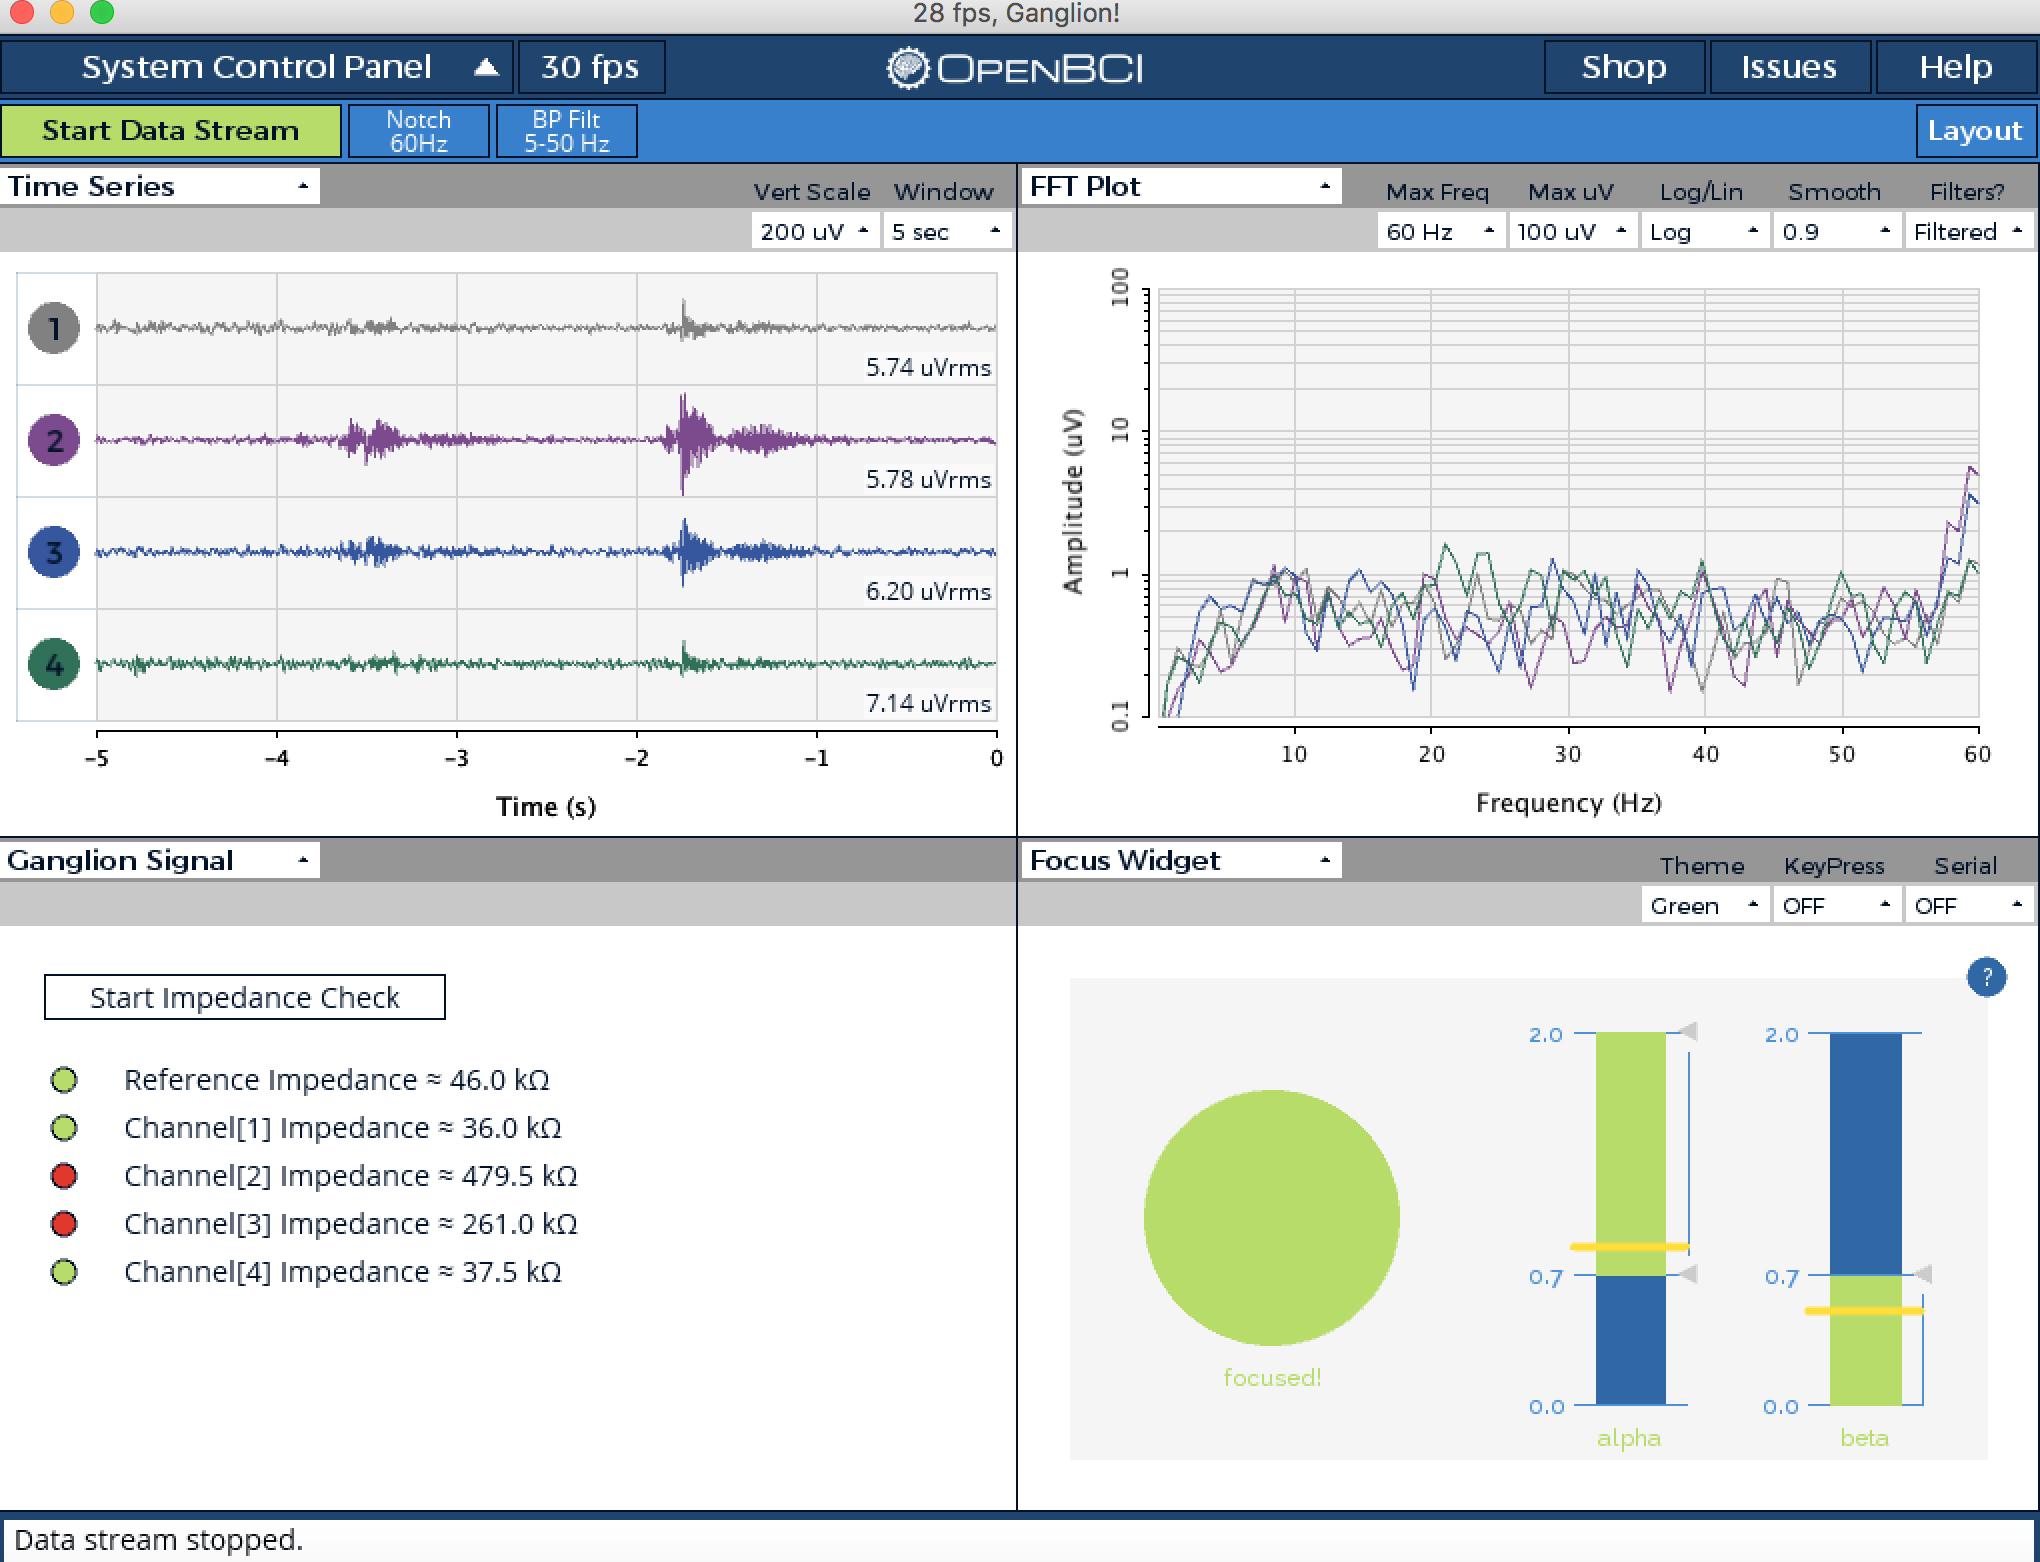 28 fps, Ganglion!
System Control Panel 30 fps OPENBCI Shop Issues Help
Start Data Stream Notch 60Hz BP Filt 5-50 Hz Layout
Time Series
Vert Scale Window
200 uV 5 sec
1
5.74 uVrms
2
5.78 uVrms
3
6.20 uVrms
4
7.14 uVrms
-5 -4 -3 -2 -1 0
Time (s)
FFT Plot
Max Freq Max uV Log/Lin Smooth Filters?
60 Hz 100 uV Log 0.9 Filtered
100
10
1
0.1
Amplitude (uV)
10 20 30 40 50 60
Frequency (Hz)
Ganglion Signal
Start Impedance Check
Reference Impedance ≈ 46.0 kΩ
Channel[1] Impedance ≈ 36.0 kΩ
Channel[2] Impedance ≈ 479.5 kΩ
Channel[3] Impedance ≈ 261.0 kΩ
Channel[4] Impedance ≈ 37.5 kΩ
Focus Widget
Theme KeyPress Serial
Green OFF OFF
?
focused!
2.0
0.7
0.0
alpha
2.0
0.7
0.0
beta
Data stream stopped.